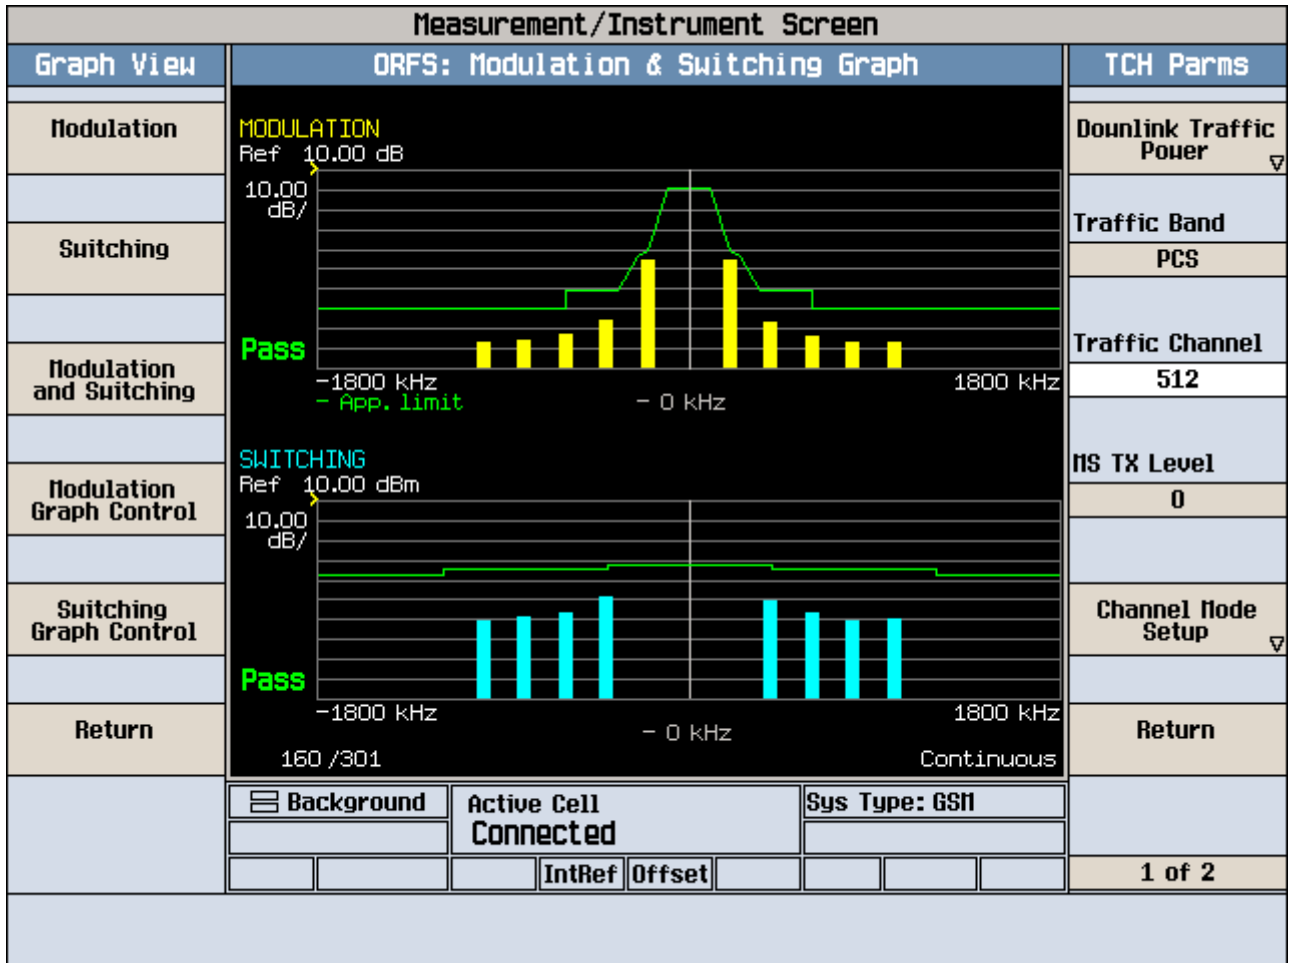 Measurement/Instrument Screen
Graph View
ORFS: Modulation & Switching Graph
TCH Parms
Modulation
Switching
Modulation
and Switching
Modulation
Graph Control
Switching
Graph Control
Return
MODULATION
Ref 10.00 dB
10.00
dB/
Pass
-1800 kHz
1800 kHz
- App. limit
- 0 kHz
SWITCHING
Ref 10.00 dBm
10.00
dB/
Pass
-1800 kHz
1800 kHz
- 0 kHz
160 /301
Continuous
Downlink Traffic
Power
Traffic Band
PCS
Traffic Channel
512
MS TX Level
0
Channel Mode
Setup
Return
1 of 2
Background
Active Cell
Connected
Sys Type: GSM
IntRef
Offset